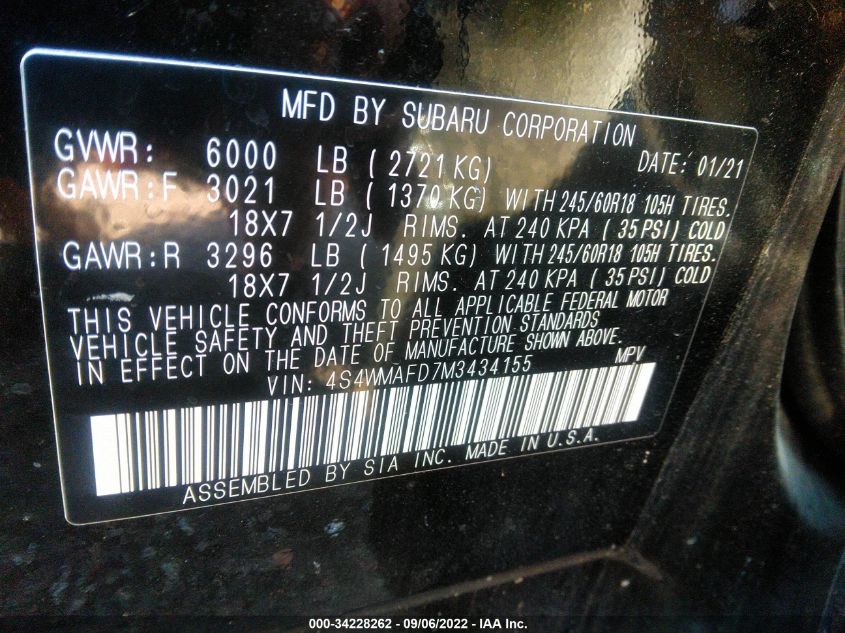 MFD BY SUBARU CORPORATION
GVWR: 6000 LB ( 2721 KG) DATE: 01/21
GAWR:F 3021 LB ( 1370 KG) WITH 245/60R18 105H TIRES.
18X7 1/2J RIMS. AT 240 KPA ( 35 PSI) COLD
GAWR:R 3296 LB ( 1495 KG) WITH 245/60R18 105H TIRES.
18X7 1/2J RIMS. AT 240 KPA ( 35 PSI) COLD
THIS VEHICLE CONFORMS TO ALL APPLICABLE FEDERAL MOTOR
VEHICLE SAFETY AND THEFT PREVENTION STANDARDS
IN EFFECT ON THE DATE OF MANUFACTURE SHOWN ABOVE.
VIN: 4S4WMAFD7M3434155 MPV
ASSEMBLED BY SIA INC. MADE IN U.S.A.
000-34228262 - 09/06/2022 - IAA Inc.